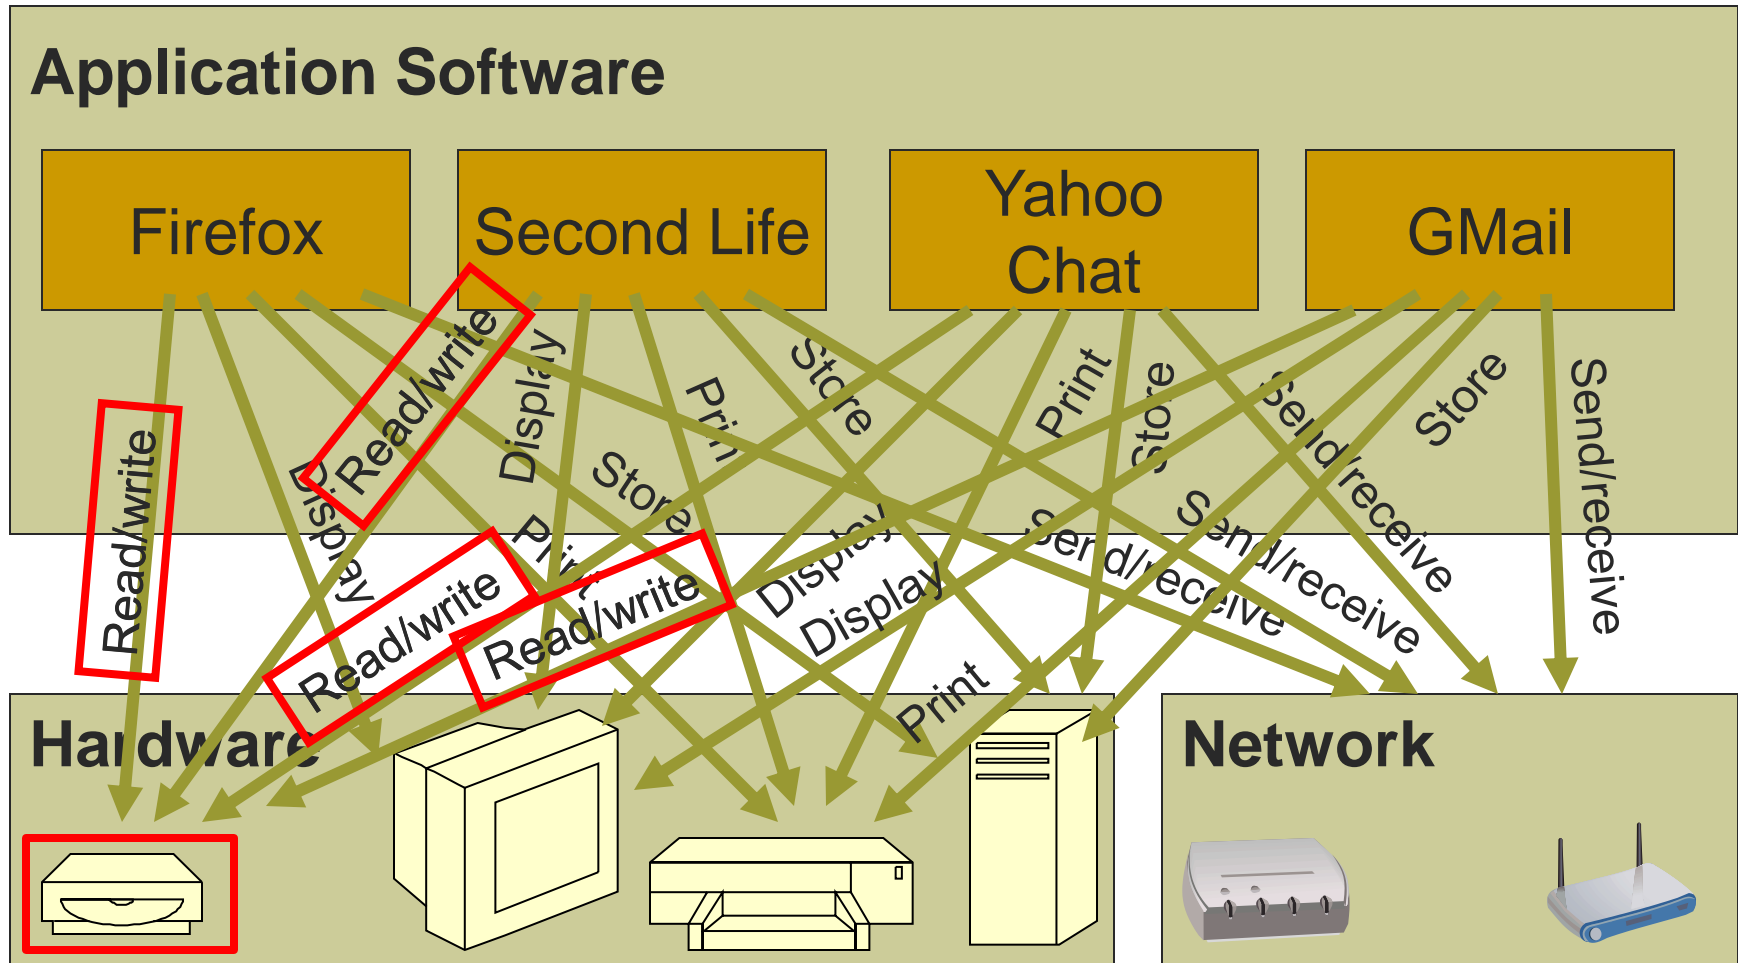 Application Software
Firefox
Second Life
Yahoo
Chat
GMail
Read/write
Display
Read/write
Display
Print
Store
Prin
Store
Read/write
Read/write
Display
Display
Print
Store
Print
Send/receive
Send/receive
Send/receive
Store
Send/receive
Hardware
Network